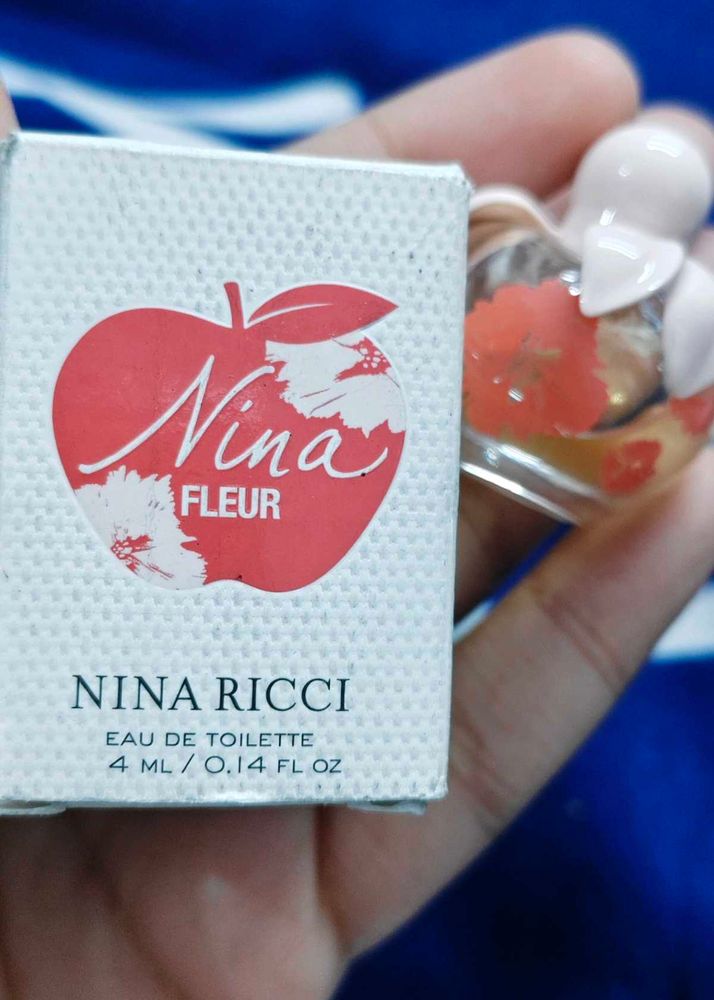 Nina
FLEUR
NINA RICCI
EAU DE TOILETTE
4 ML / 0.14 FL OZ